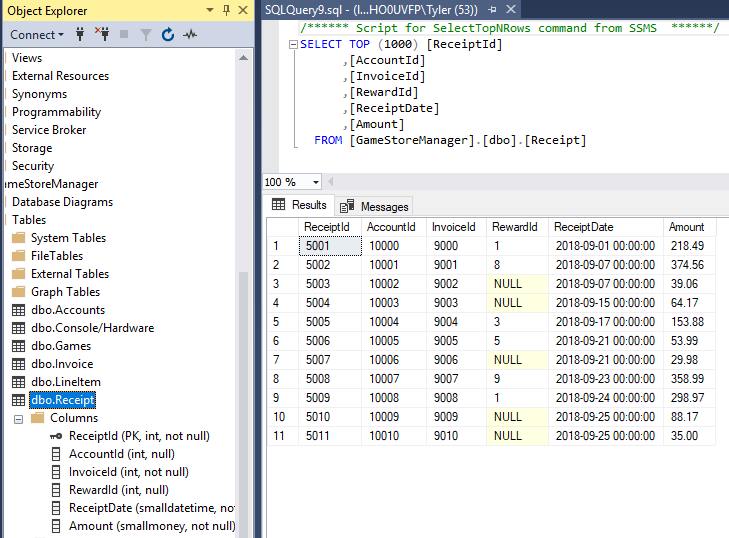 Object Explorer
Connect
Views
External Resources
Synonyms
Programmability
Service Broker
Storage
Security
ameStoreManager
Database Diagrams
Tables
System Tables
FileTables
External Tables
Graph Tables
dbo.Accounts
dbo.Console/Hardware
dbo.Games
dbo.Invoice
dbo.LineItem
dbo.Receipt
Columns
ReceiptId (PK, int, not null)
AccountId (int, null)
InvoiceId (int, not null)
RewardId (int, null)
ReceiptDate (smalldatetime, no
Amount (smallmoney, not null)
SQLQuery9.sql - (l...HO0UVFP\Tyler (53))
/****** Script for SelectTopNRows command from SSMS ******/
SELECT TOP (1000) [ReceiptId]
,[AccountId]
,[InvoiceId]
,[RewardId]
,[ReceiptDate]
,[Amount]
FROM [GameStoreManager].[dbo].[Receipt]
100 %
Results Messages
ReceiptId AccountId InvoiceId RewardId ReceiptDate Amount
1 5001 10000 9000 1 2018-09-01 00:00:00 218.49
2 5002 10001 9001 8 2018-09-07 00:00:00 374.56
3 5003 10002 9002 NULL 2018-09-07 00:00:00 39.06
4 5004 10003 9003 NULL 2018-09-15 00:00:00 64.17
5 5005 10004 9004 3 2018-09-17 00:00:00 153.88
6 5006 10005 9005 5 2018-09-21 00:00:00 53.99
7 5007 10006 9006 NULL 2018-09-21 00:00:00 29.98
8 5008 10007 9007 9 2018-09-23 00:00:00 358.99
9 5009 10008 9008 1 2018-09-24 00:00:00 298.97
10 5010 10009 9009 NULL 2018-09-25 00:00:00 88.17
11 5011 10010 9010 NULL 2018-09-25 00:00:00 35.00